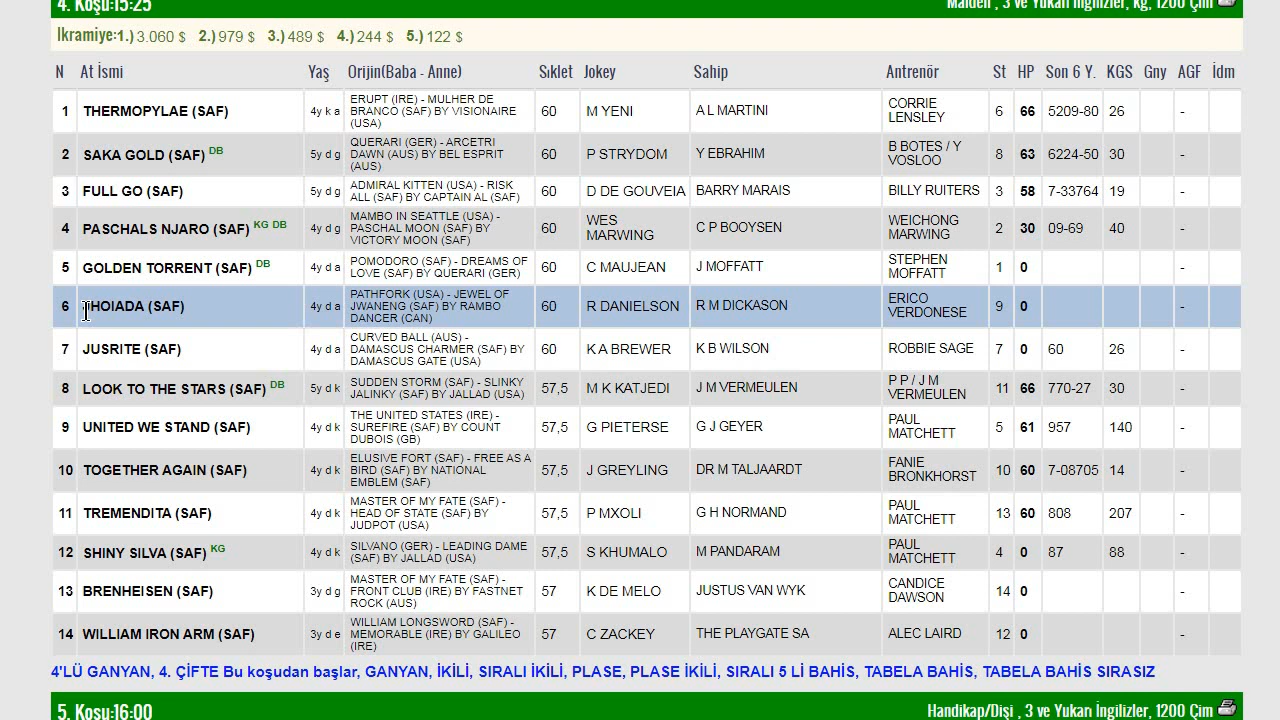 4. Koşu:15:25 Maiden , 3 ve Yukarı İngilizler, kg, 1200 Çim
İkramiye:1.) 3.060 $ 2.) 979 $ 3.) 489 $ 4.) 244 $ 5.) 122 $
N At İsmi Yaş Orijin(Baba - Anne) Sıklet Jokey Sahip Antrenör St HP Son 6 Y. KGS Gny AGF İdm
1 THERMOPYLAE (SAF) 4y k a ERUPT (IRE) - MULHER DE BRANCO (SAF) BY VISIONAIRE (USA) 60 M YENI A L MARTINI CORRIE LENSLEY 6 66 5209-80 26 -
2 SAKA GOLD (SAF) DB 5y d g QUERARI (GER) - ARCETRI DAWN (AUS) BY BEL ESPRIT (AUS) 60 P STRYDOM Y EBRAHIM B BOTES / Y VOSLOO 8 63 6224-50 30 -
3 FULL GO (SAF) 5y d g ADMIRAL KITTEN (USA) - RISK ALL (SAF) BY CAPTAIN AL (SAF) 60 D DE GOUVEIA BARRY MARAIS BILLY RUITERS 3 58 7-33764 19 -
4 PASCHALS NJARO (SAF) KG DB 4y d g MAMBO IN SEATTLE (USA) - PASCHAL MOON (SAF) BY VICTORY MOON (SAF) 60 WES MARWING C P BOOYSEN WEICHONG MARWING 2 30 09-69 40 -
5 GOLDEN TORRENT (SAF) DB 4y d a POMODORO (SAF) - DREAMS OF LOVE (SAF) BY QUERARI (GER) 60 C MAUJEAN J MOFFATT STEPHEN MOFFATT 1 0 -
6 HOIADA (SAF) 4y d a PATHFORK (USA) - JEWEL OF JWANENG (SAF) BY RAMBO DANCER (CAN) 60 R DANIELSON R M DICKASON ERICO VERDONESE 9 0 -
7 JUSRITE (SAF) 4y d a CURVED BALL (AUS) - DAMASCUS CHARMER (SAF) BY DAMASCUS GATE (USA) 60 K A BREWER K B WILSON ROBBIE SAGE 7 0 60 26 -
8 LOOK TO THE STARS (SAF) DB 5y d k SUDDEN STORM (SAF) - SLINKY JALINKY (SAF) BY JALLAD (USA) 57,5 M K KATJEDI J M VERMEULEN P P / J M VERMEULEN 11 66 770-27 30 -
9 UNITED WE STAND (SAF) 4y d k THE UNITED STATES (IRE) - SUREFIRE (SAF) BY COUNT DUBOIS (GB) 57,5 G PIETERSE G J GEYER PAUL MATCHETT 5 61 957 140 -
10 TOGETHER AGAIN (SAF) 4y d k ELUSIVE FORT (SAF) - FREE AS A BIRD (SAF) BY NATIONAL EMBLEM (SAF) 57,5 J GREYLING DR M TALJAARDT FANIE BRONKHORST 10 60 7-08705 14 -
11 TREMENDITA (SAF) 4y d k MASTER OF MY FATE (SAF) - HEAD OF STATE (SAF) BY JUDPOT (USA) 57,5 P MXOLI G H NORMAND PAUL MATCHETT 13 60 808 207 -
12 SHINY SILVA (SAF) KG 4y d k SILVANO (GER) - LEADING DAME (SAF) BY JALLAD (USA) 57,5 S KHUMALO M PANDARAM PAUL MATCHETT 4 0 87 88 -
13 BRENHEISEN (SAF) 3y d g MASTER OF MY FATE (SAF) - FRONT CLUB (IRE) BY FASTNET ROCK (AUS) 57 K DE MELO JUSTUS VAN WYK CANDICE DAWSON 14 0 -
14 WILLIAM IRON ARM (SAF) 3y d e WILLIAM LONGSWORD (SAF) - MEMORABLE (IRE) BY GALILEO (IRE) 57 C ZACKEY THE PLAYGATE SA ALEC LAIRD 12 0 -
4'LÜ GANYAN, 4. ÇİFTE Bu koşudan başlar, GANYAN, İKİLİ, SIRALI İKİLİ, PLASE, PLASE İKİLİ, SIRALI 5 Lİ BAHİS, TABELA BAHİS, TABELA BAHİS SIRASIZ
5. Koşu:16:00 Handikap/Dişi , 3 ve Yukarı İngilizler, 1200 Çim